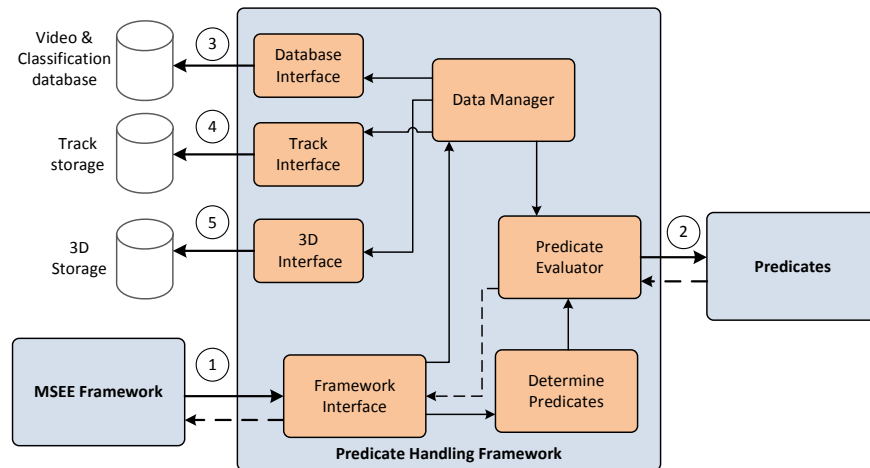 Video &
Classification
database
3
Database
Interface
Data Manager
Track
storage
4
Track
Interface
3D
Storage
5
3D
Interface
Predicate
Evaluator
2
Predicates
MSEE Framework
1
Framework
Interface
Determine
Predicates
Predicate Handling Framework